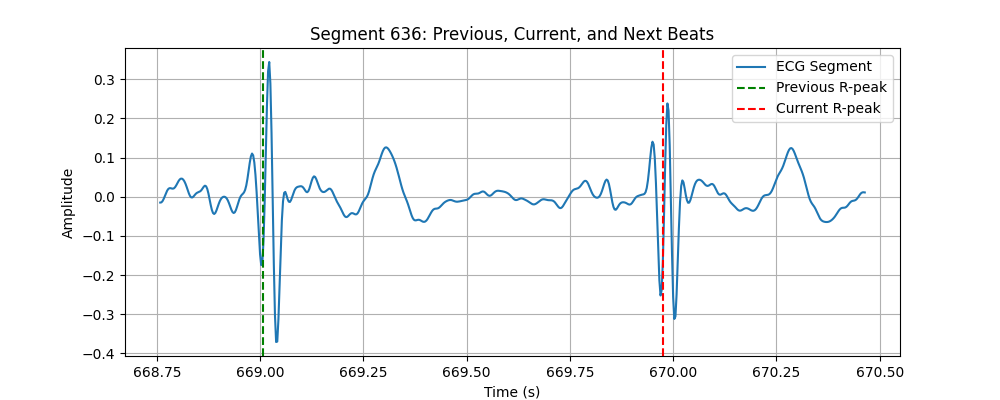 Segment 636: Previous, Current, and Next Beats
ECG Segment
Previous R-peak
Current R-peak
Amplitude
0.3
0.2
0.1
0.0
−0.1
−0.2
−0.3
−0.4
668.75 669.00 669.25 669.50 669.75 670.00 670.25 670.50
Time (s)